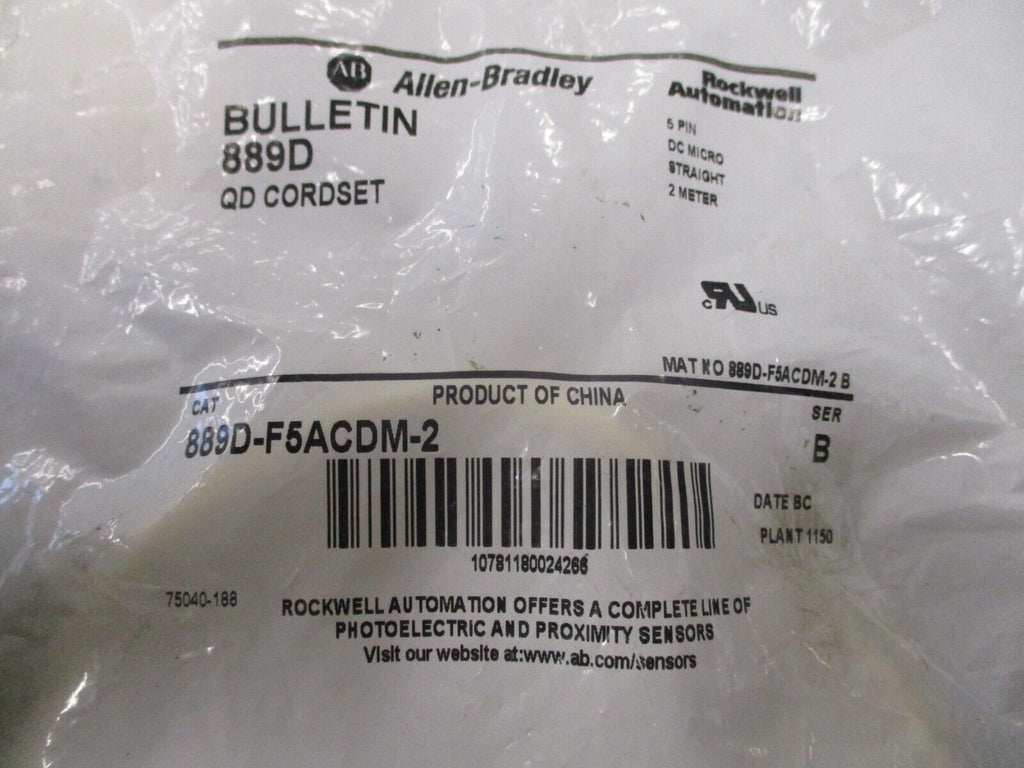 AB Allen-Bradley
Rockwell
Automation
BULLETIN
889D
QD CORDSET
5 PIN
DC MICRO
STRAIGHT
2 METER
C RU US
MAT NO 889D-F5ACDM-2 B
PRODUCT OF CHINA
CAT
889D-F5ACDM-2
SER
B
DATE BC
PLANT 1150
10781180024266
75040-188
ROCKWELL AUTOMATION OFFERS A COMPLETE LINE OF
PHOTOELECTRIC AND PROXIMITY SENSORS
Visit our website at:www.ab.com/sensors